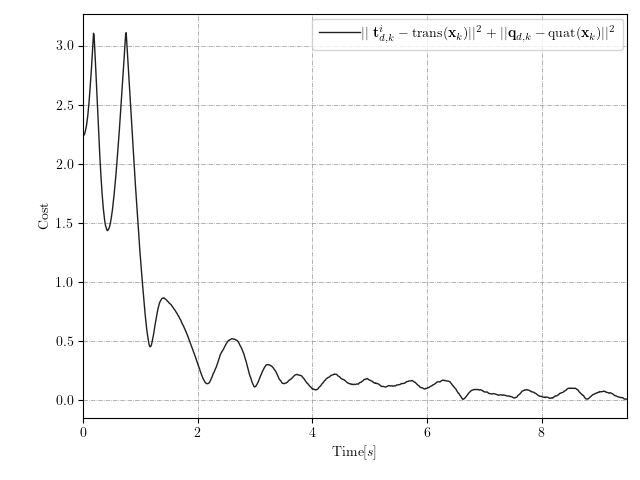 || t^i_{d,k} − trans(x_k)||² + ||q_{d,k} − quat(x_k)||²
3.0
2.5
2.0
1.5
1.0
0.5
0.0
Cost
0 2 4 6 8
Time[s]